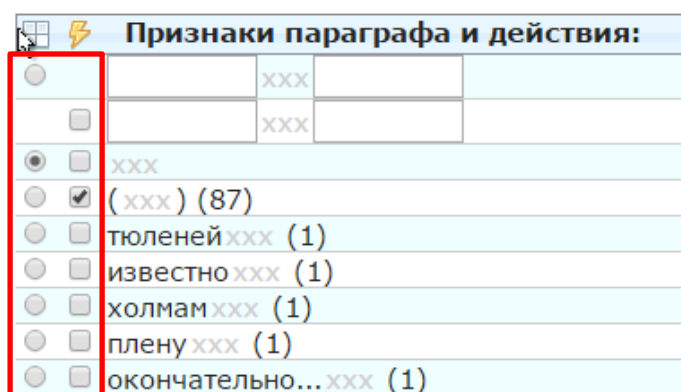 Признаки параграфа и действия:
xxx
xxx
xxx
(xxx) (87)
тюленейxxx (1)
известноxxx (1)
холмамxxx (1)
пленуxxx (1)
окончательно...xxx (1)